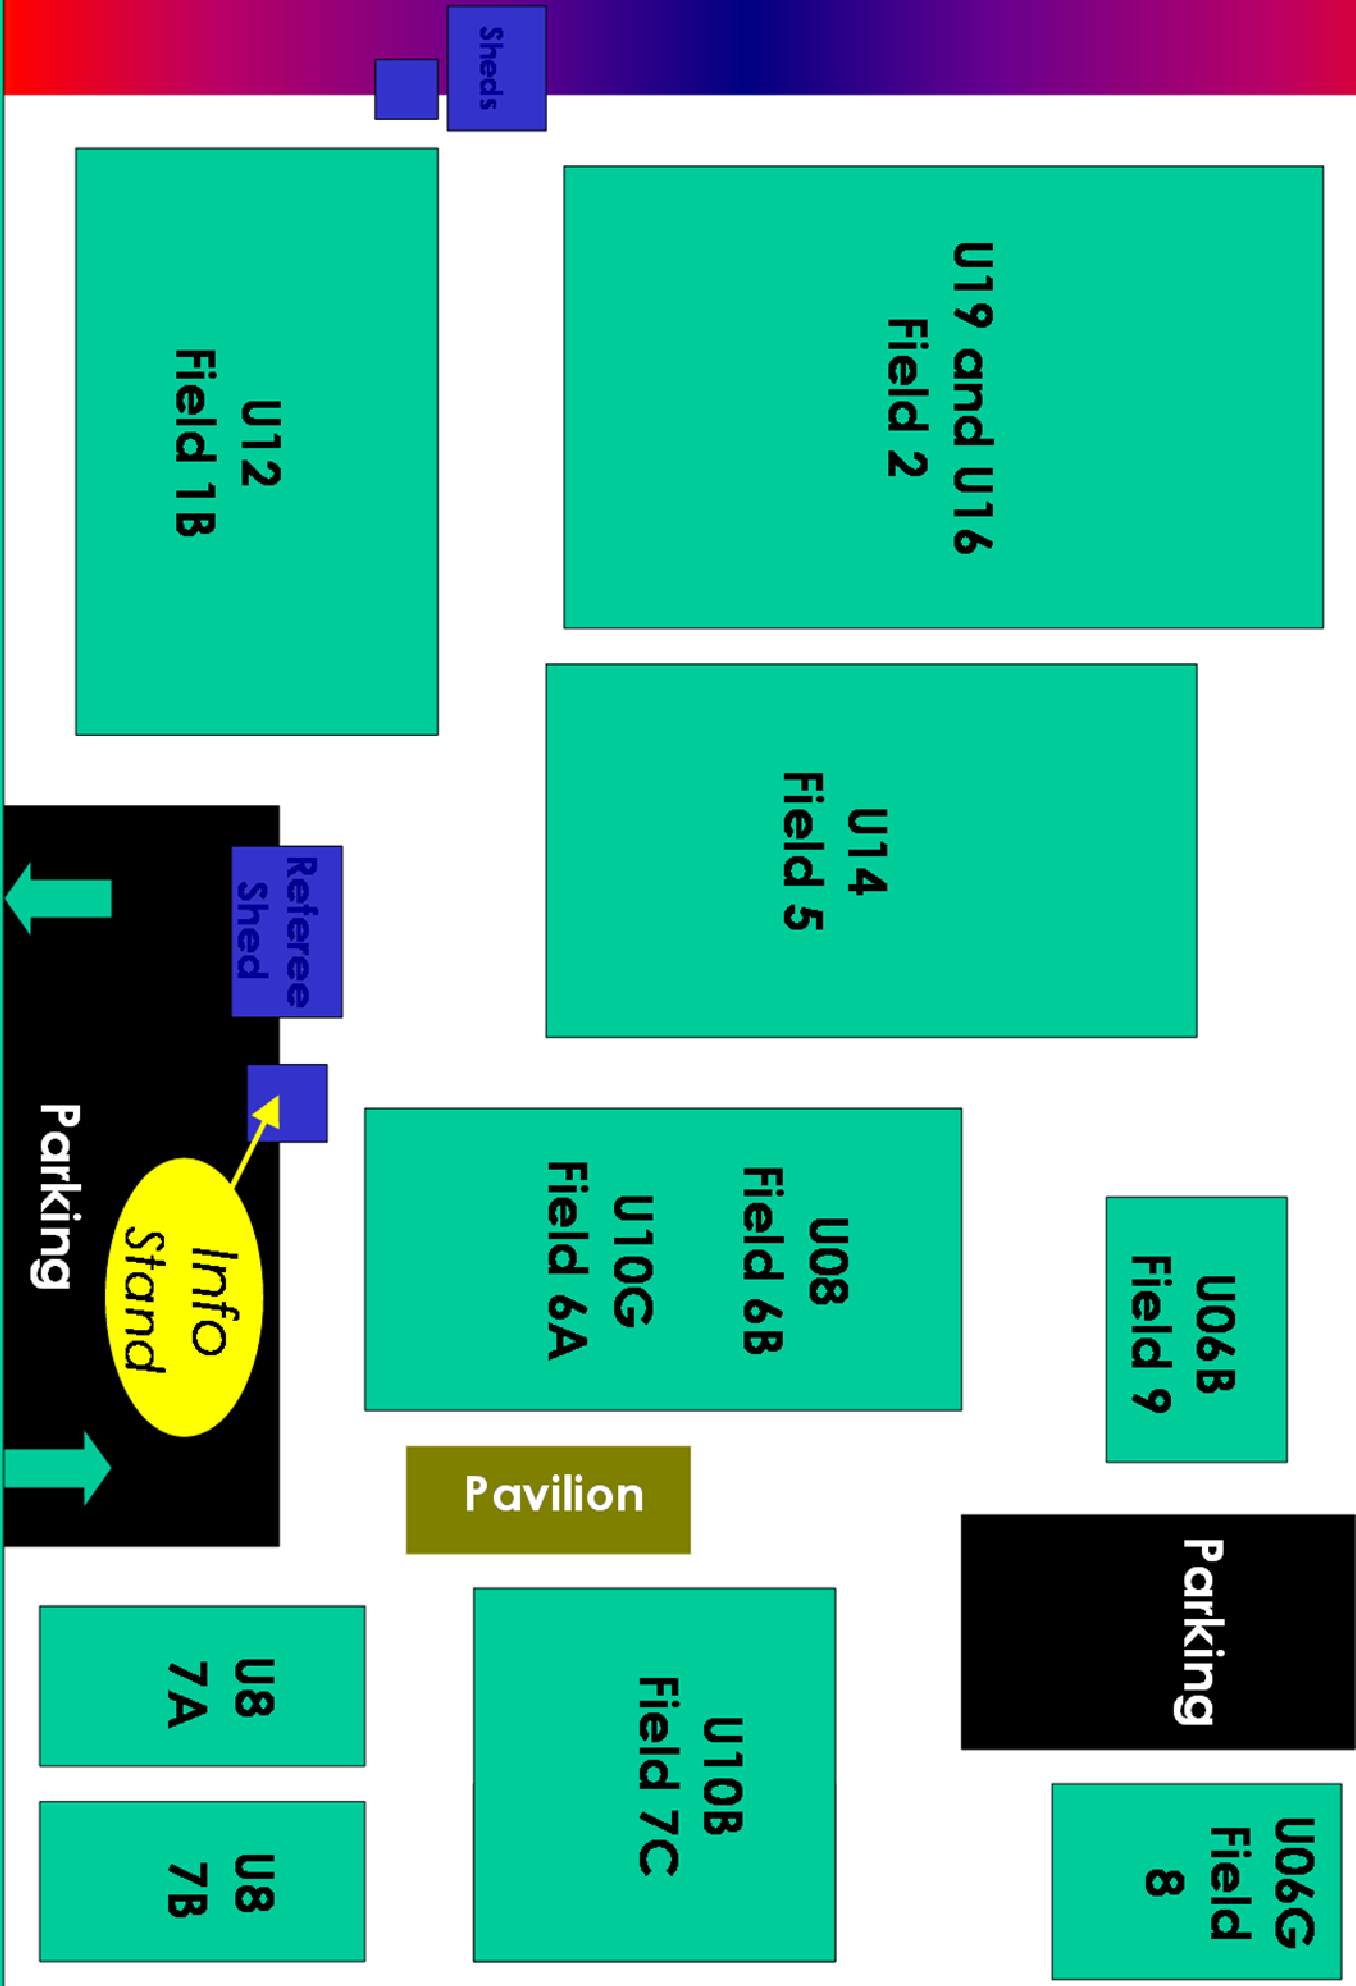 Sheds
U19 and U16
Field 2
U12
Field 1B
U14
Field 5
Referee
Shed
Parking
Info
Stand
U08
Field 6B
U10G
Field 6A
U06B
Field 9
Pavilion
Parking
U8
7A
U8
7B
U10B
Field 7C
U06G
Field
8